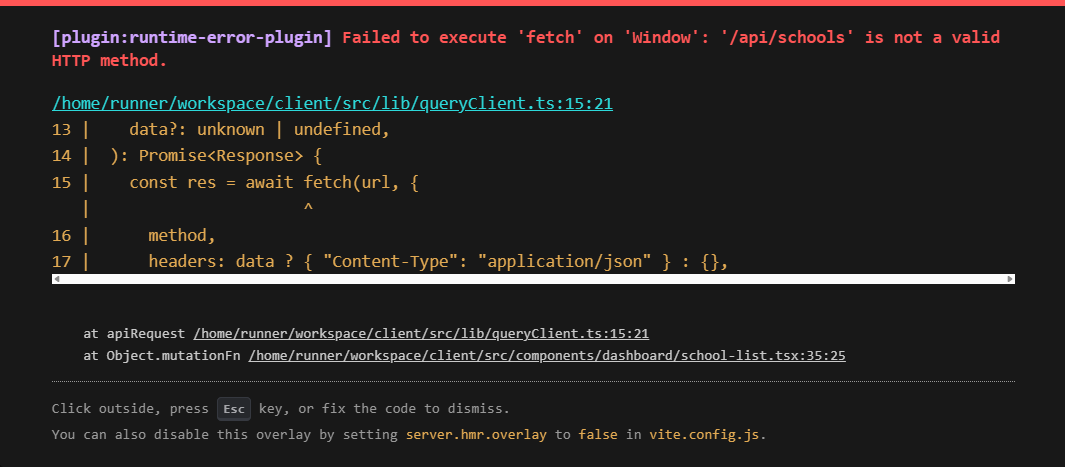 [plugin:runtime-error-plugin] Failed to execute 'fetch' on 'Window': '/api/schools' is not a valid
HTTP method.
/home/runner/workspace/client/src/lib/queryClient.ts:15:21
13 |    data?: unknown | undefined,
14 |  ): Promise<Response> {
15 |    const res = await fetch(url, {
   |                      ^
16 |      method,
17 |      headers: data ? { "Content-Type": "application/json" } : {},
at apiRequest /home/runner/workspace/client/src/lib/queryClient.ts:15:21
at Object.mutationFn /home/runner/workspace/client/src/components/dashboard/school-list.tsx:35:25
Click outside, press Esc key, or fix the code to dismiss.
You can also disable this overlay by setting server.hmr.overlay to false in vite.config.js.